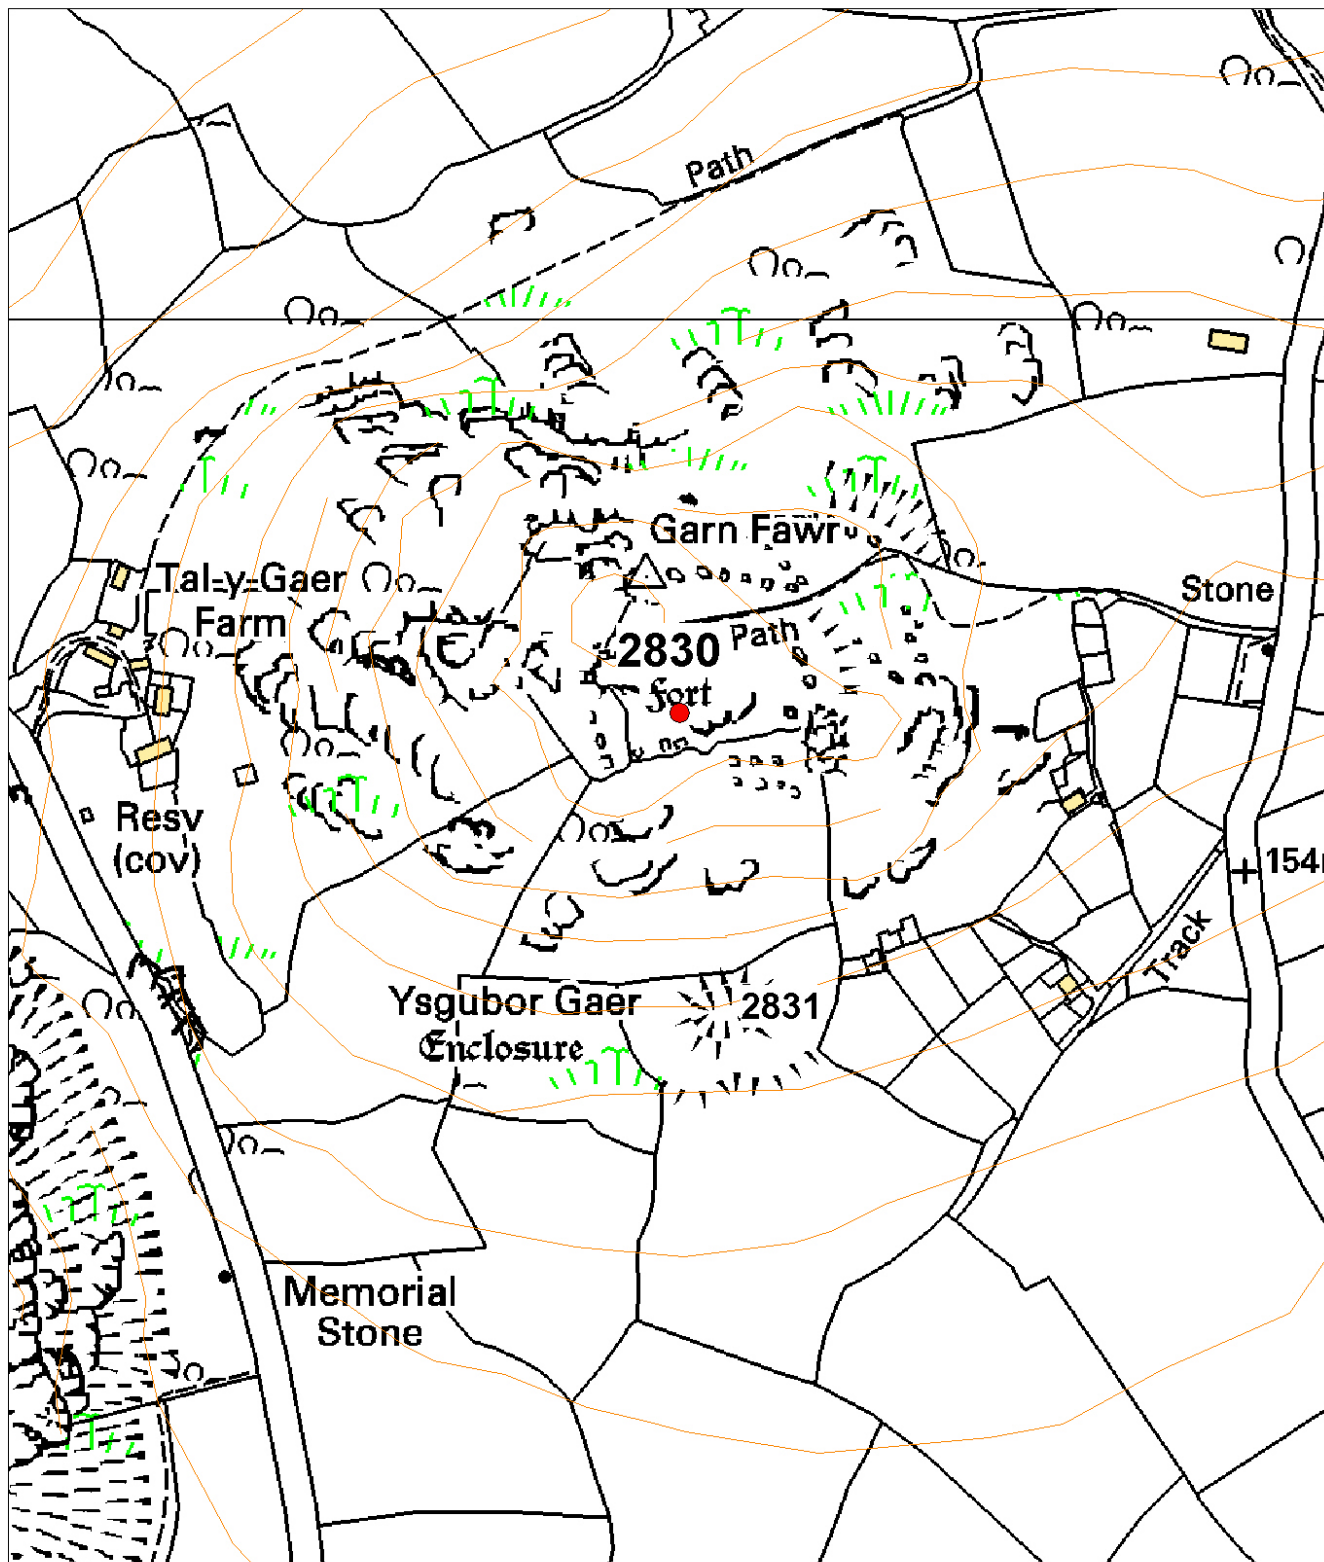 Path
Garn Fawr
Tal-y-Gaer
Farm
Stone
2830
Path
Fort
Resv
(cov)
154
Track
Ysgubor Gaer
2831
Enclosure
Memorial
Stone